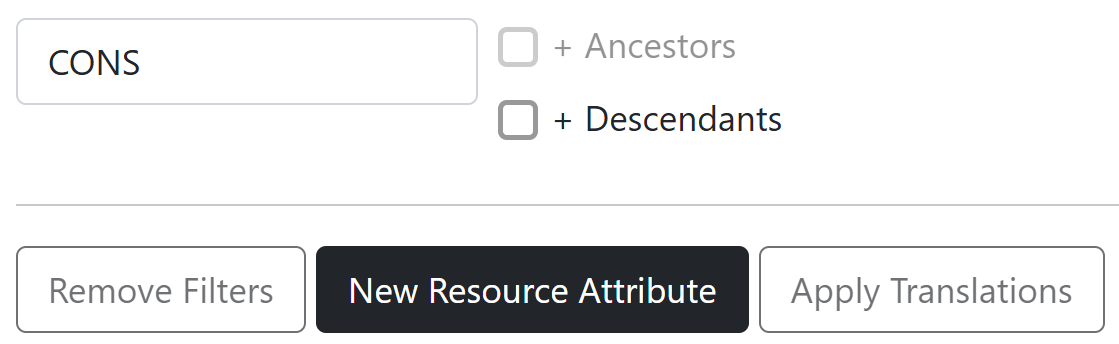 CONS
+ Ancestors
+ Descendants
Remove Filters
New Resource Attribute
Apply Translations